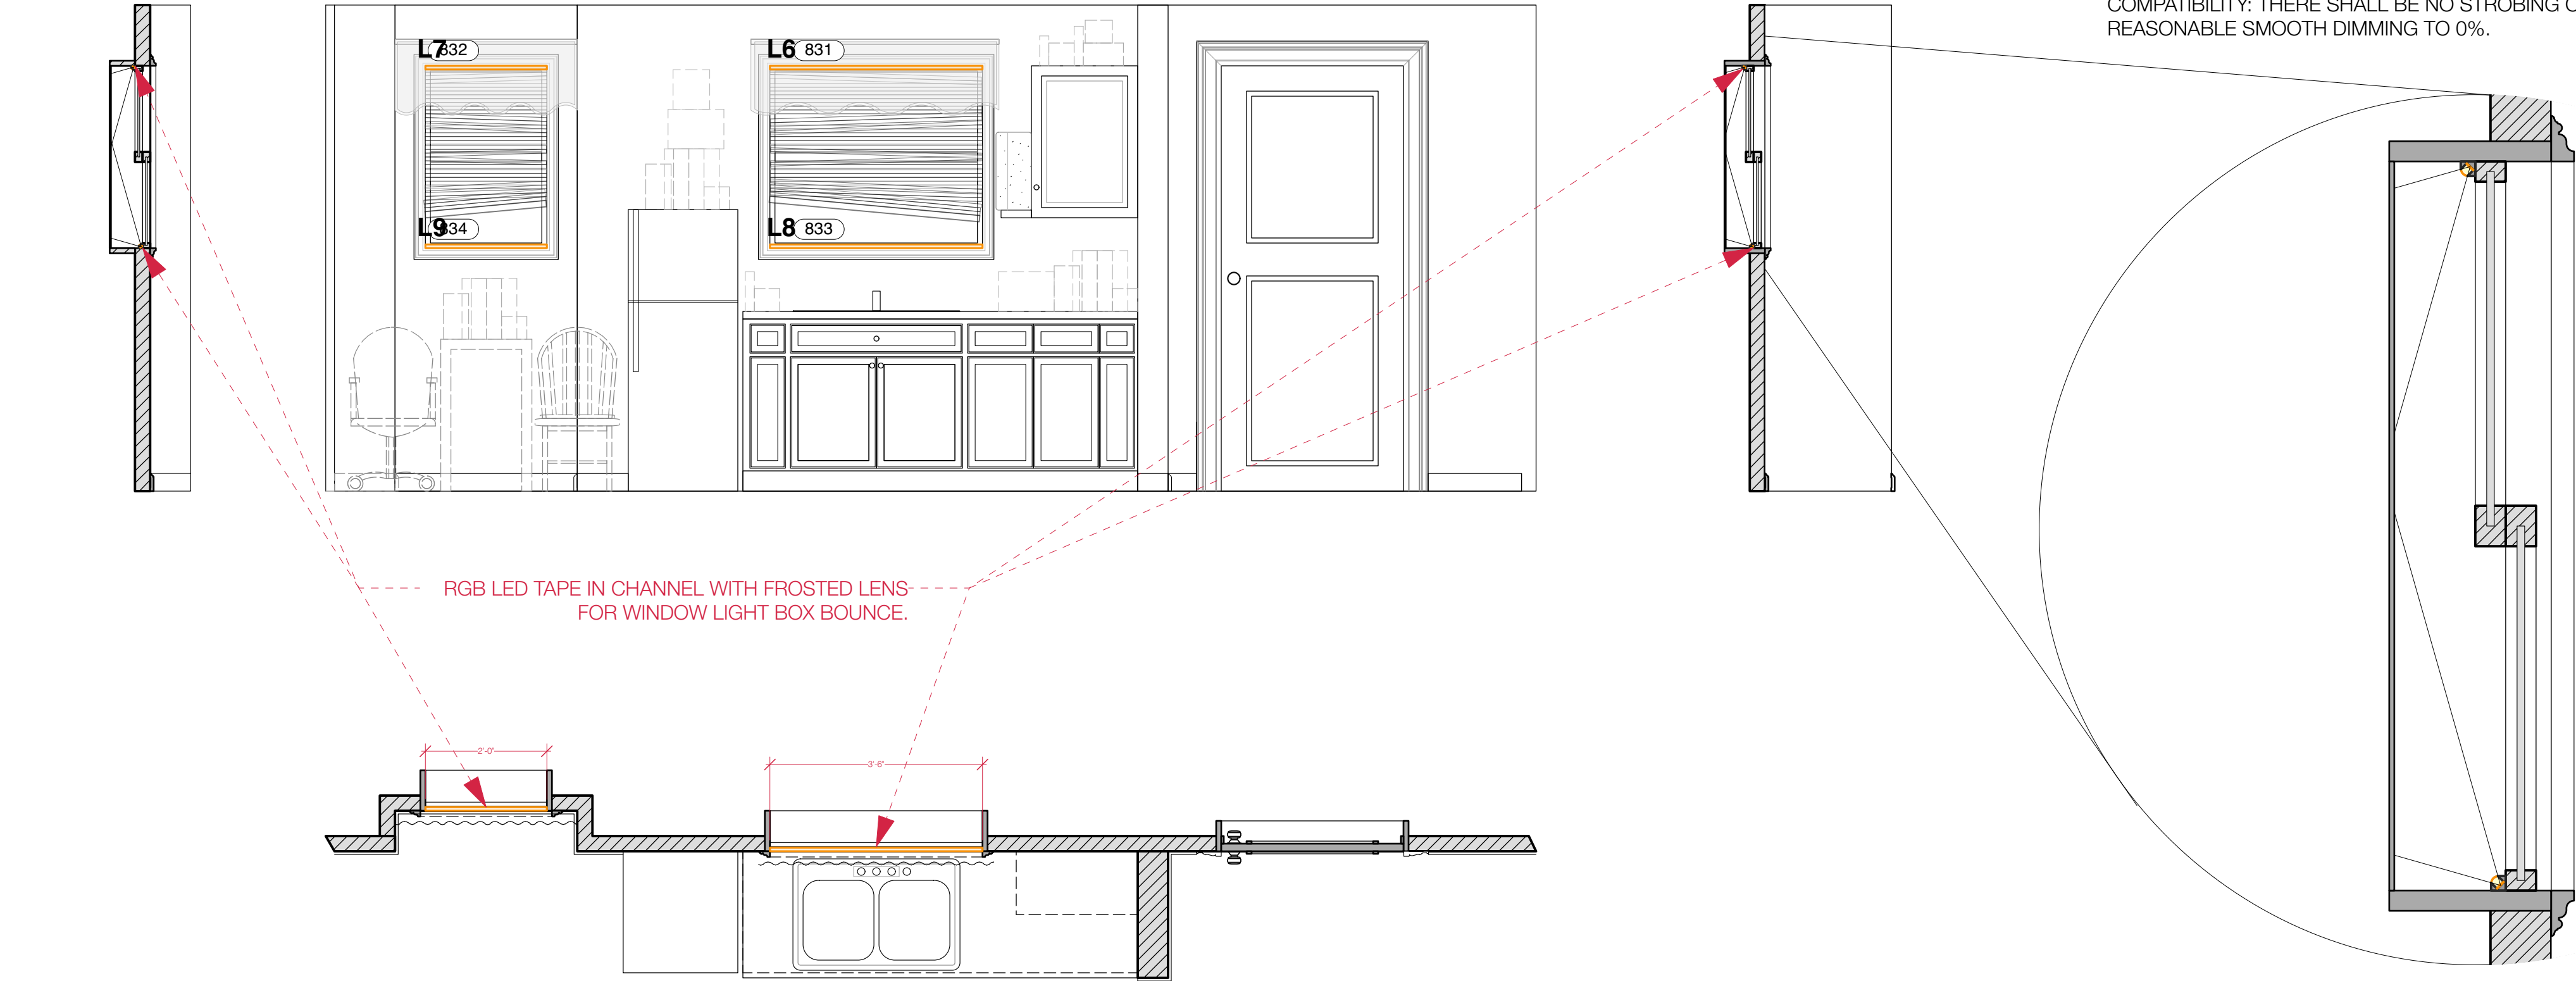 COMPATIBILITY: THERE SHALL BE NO STROBING
REASONABLE SMOOTH DIMMING TO 0%.
L7 832
L6 831
L9 834
L8 833
RGB LED TAPE IN CHANNEL WITH FROSTED LENS
FOR WINDOW LIGHT BOX BOUNCE.
2'-0"
3'-6"